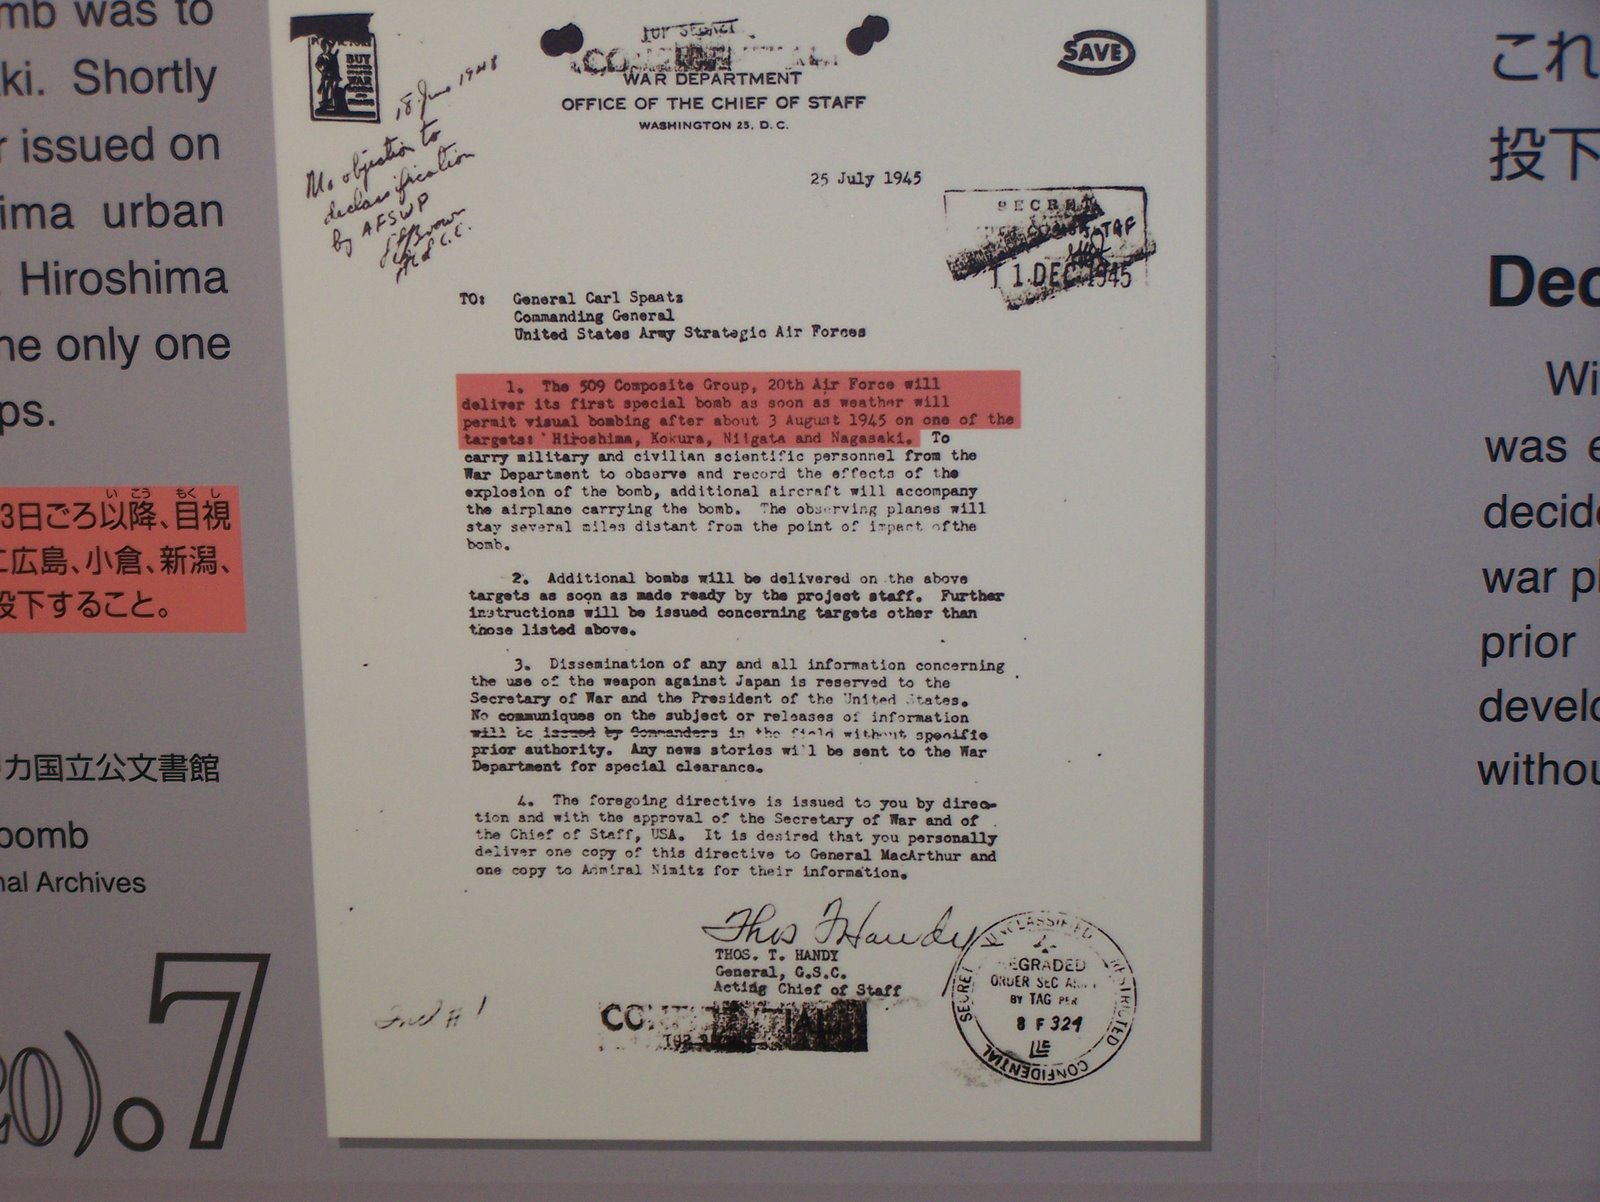 mb was to
ki. Shortly
r issued on
ima urban
. Hiroshima
he only one
ps.
い こう もく し
3日ごろ以降、目視
に広島、小倉、新潟、
投下すること。
カ国立公文書館
bomb
nal Archives
20).7
BUT
WAR
18 June 1948
No objection to
declassification
by AFSWP
TOP SECRET
CONFIDENTIAL
WAR DEPARTMENT
OFFICE OF THE CHIEF OF STAFF
WASHINGTON 25, D.C.
SAVE
25 July 1945
SECRET
11 DEC 1945
TO: General Carl Spaatz
Commanding General
United States Army Strategic Air Forces
1. The 509 Composite Group, 20th Air Force will
deliver its first special bomb as soon as weather will
permit visual bombing after about 3 August 1945 on one of the
targets: Hiroshima, Kokura, Niigata and Nagasaki. To
carry military and civilian scientific personnel from the
War Department to observe and record the effects of the
explosion of the bomb, additional aircraft will accompany
the airplane carrying the bomb. The observing planes will
stay several miles distant from the point of impact of the
bomb.
2. Additional bombs will be delivered on the above
targets as soon as made ready by the project staff. Further
instructions will be issued concerning targets other than
those listed above.
3. Dissemination of any and all information concerning
the use of the weapon against Japan is reserved to the
Secretary of War and the President of the United States.
No communiques on the subject or releases of information
will be issued by Commanders in the field without specific
prior authority. Any news stories will be sent to the War
Department for special clearance.
4. The foregoing directive is issued to you by direc-
tion and with the approval of the Secretary of War and of
the Chief of Staff, USA. It is desired that you personally
deliver one copy of this directive to General MacArthur and
one copy to Admiral Nimitz for their information.
Thos T Handy
THOS. T. HANDY
General, G.S.C.
Acting Chief of Staff
CONFIDENTIAL
TOP SECRET
UNCLASSIFIED
RESTRICTED
CONFIDENTIAL
SECRET
EGRADED
ORDER SEC ARMY
BY TAG PER
8 F 324
これ
投下
Dec
Wi
was e
decide
war pl
prior
develo
withou